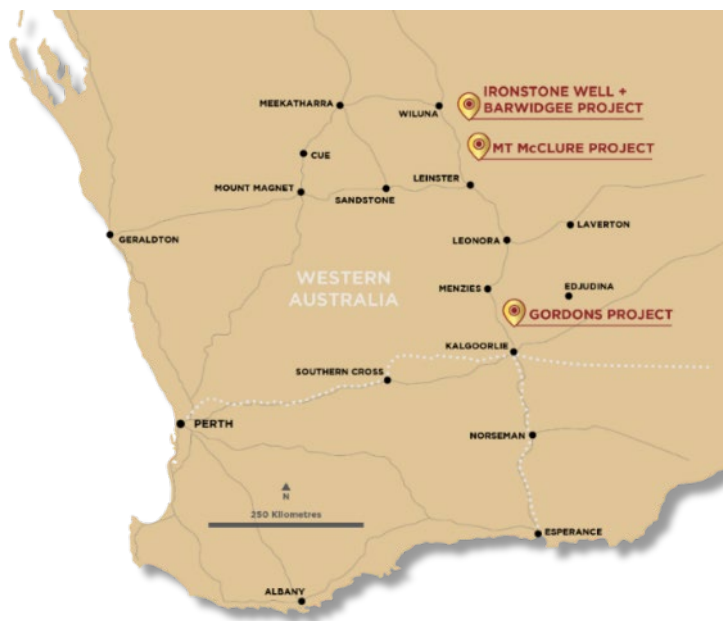 IRONSTONE WELL +
BARWIDGEE PROJECT
MEEKATHARRA
WILUNA
MT McCLURE PROJECT
CUE
LEINSTER
MOUNT MAGNET
SANDSTONE
LAVERTON
GERALDTON
LEONORA
WESTERN
AUSTRALIA
MENZIES
EDJUDINA
GORDONS PROJECT
KALGOORLIE
SOUTHERN CROSS
PERTH
NORSEMAN
N
250 Kilometres
ESPERANCE
ALBANY